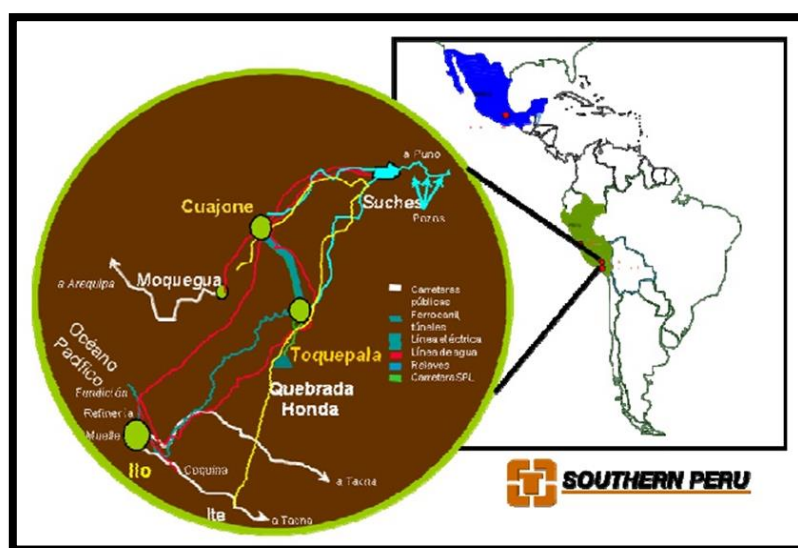 a Puno
Suches
Pozos
Cuajone
Moquegua
a Arequipa
Carreteras
públicas
Ferrocarril,
túneles
Línea eléctrica
Línea de agua
Relaves
Carretera SPL
Toquepala
Quebrada
Honda
Océano
Pacífico
Fundición
Refinería
Muelle
Ilo
Coquina
a Tacna
Ite
a Tacna
SOUTHERN PERU